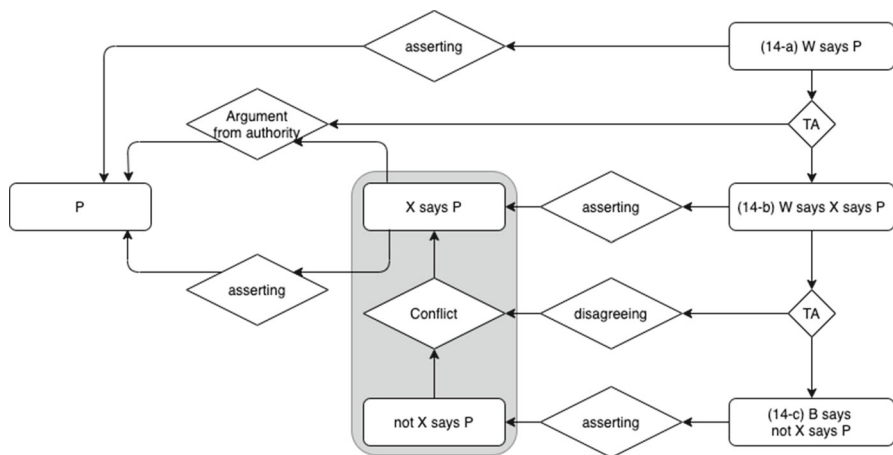 asserting
(14-a) W says P
Argument
from authority
TA
P
X says P
asserting
(14-b) W says X says P
asserting
Conflict
disagreeing
TA
not X says P
asserting
(14-c) B says
not X says P